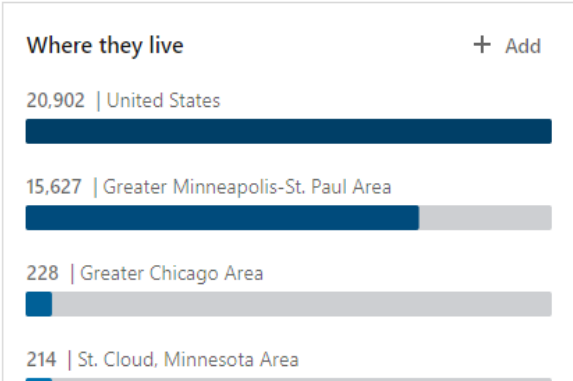 Where they live
+ Add
20,902 | United States
15,627 | Greater Minneapolis-St. Paul Area
228 | Greater Chicago Area
214 | St. Cloud, Minnesota Area